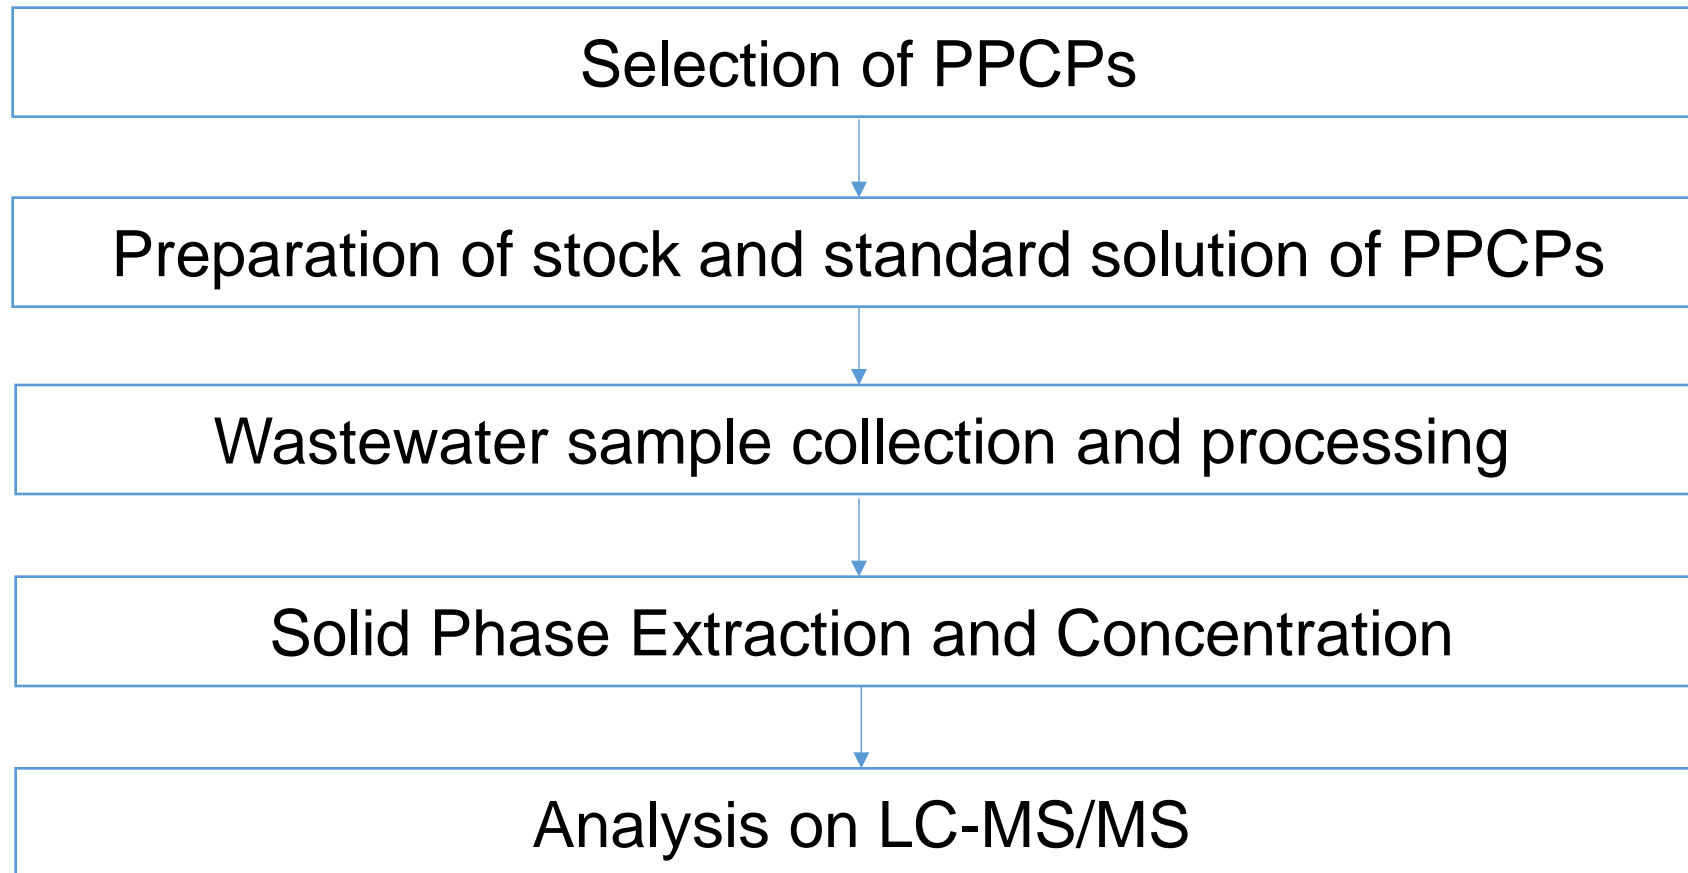 Selection of PPCPs
Preparation of stock and standard solution of PPCPs
Wastewater sample collection and processing
Solid Phase Extraction and Concentration
Analysis on LC-MS/MS